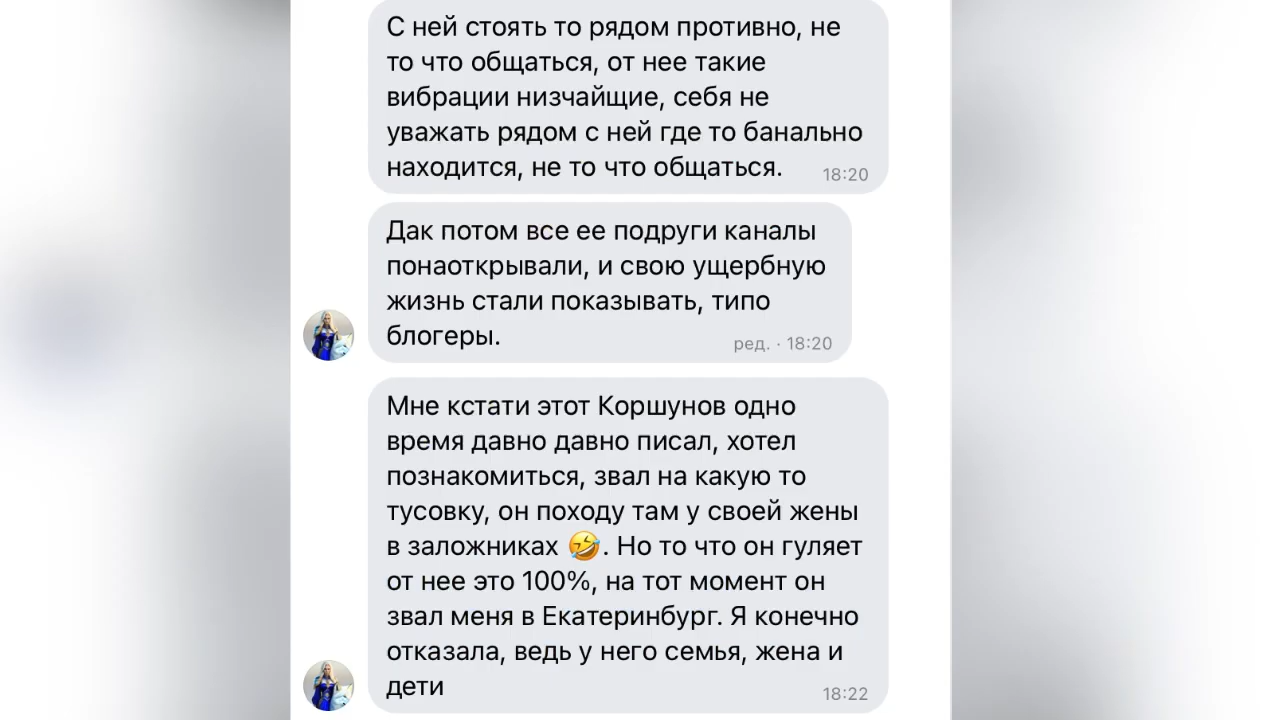 С ней стоять то рядом противно, не
то что общаться, от нее такие
вибрации низчайщие, себя не
уважать рядом с ней где то банально
находится, не то что общаться.
18:20
Дак потом все ее подруги каналы
понаоткрывали, и свою ущербную
жизнь стали показывать, типо
блогеры.
ред. · 18:20
Мне кстати этот Коршунов одно
время давно давно писал, хотел
познакомиться, звал на какую то
тусовку, он походу там у своей жены
в заложниках 🤣. Но то что он гуляет
от нее это 100%, на тот момент он
звал меня в Екатеринбург. Я конечно
отказала, ведь у него семья, жена и
дети
18:22